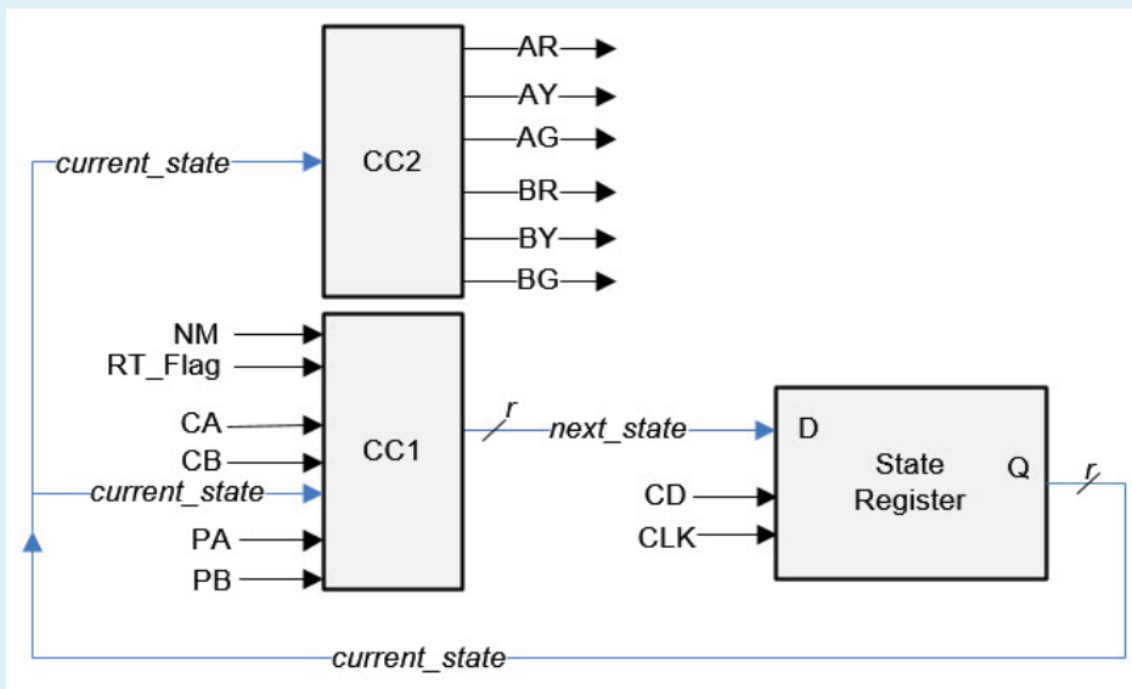 AR
AY
current_state
CC2
AG
BR
BY
BG
NM
RT_Flag
CA
CB
current_state
PA
PB
CC1
r
next_state
D
State
Register
Q
r
CD
CLK
current_state